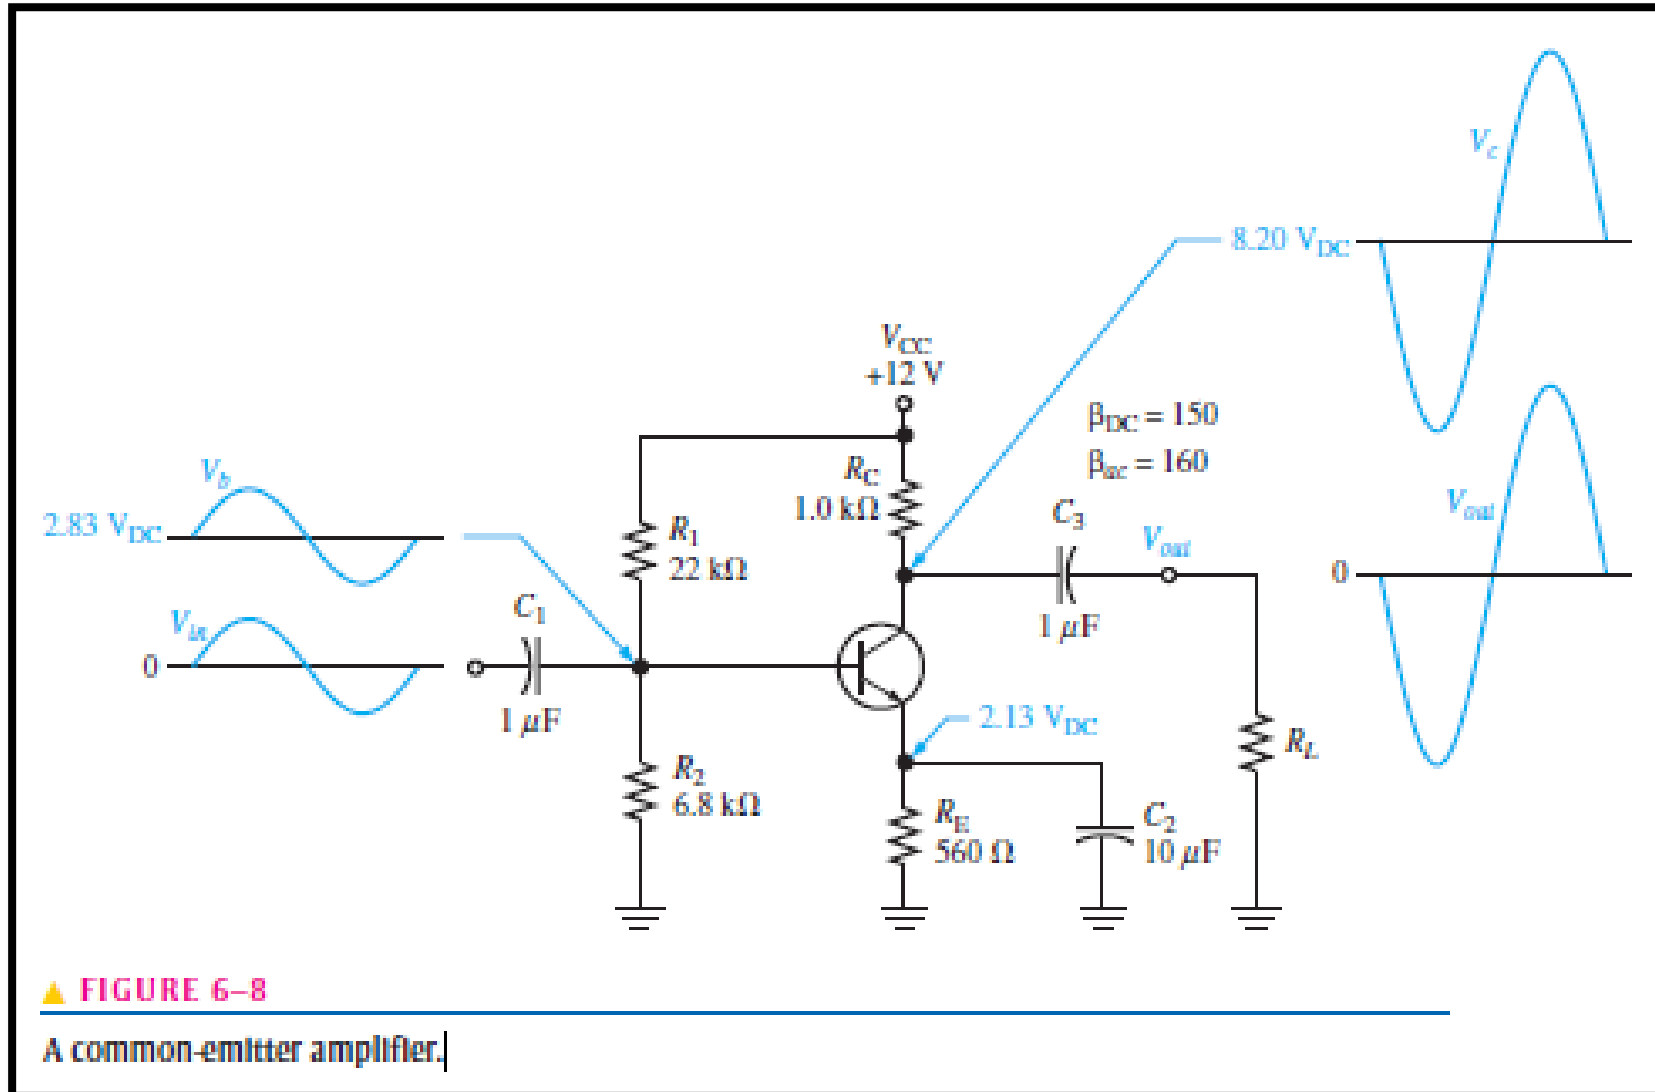 V_c
8.20 V_DC
V_CC
+12 V
β_DC = 150
β_ac = 160
R_C
1.0 kΩ
V_b
2.83 V_DC
R_1
22 kΩ
C_3
1 μF
V_out
V_out
0
V_in
0
C_1
1 μF
2.13 V_DC
R_L
R_2
6.8 kΩ
R_E
560 Ω
C_2
10 μF
▲ FIGURE 6–8
A common-emitter amplifier.